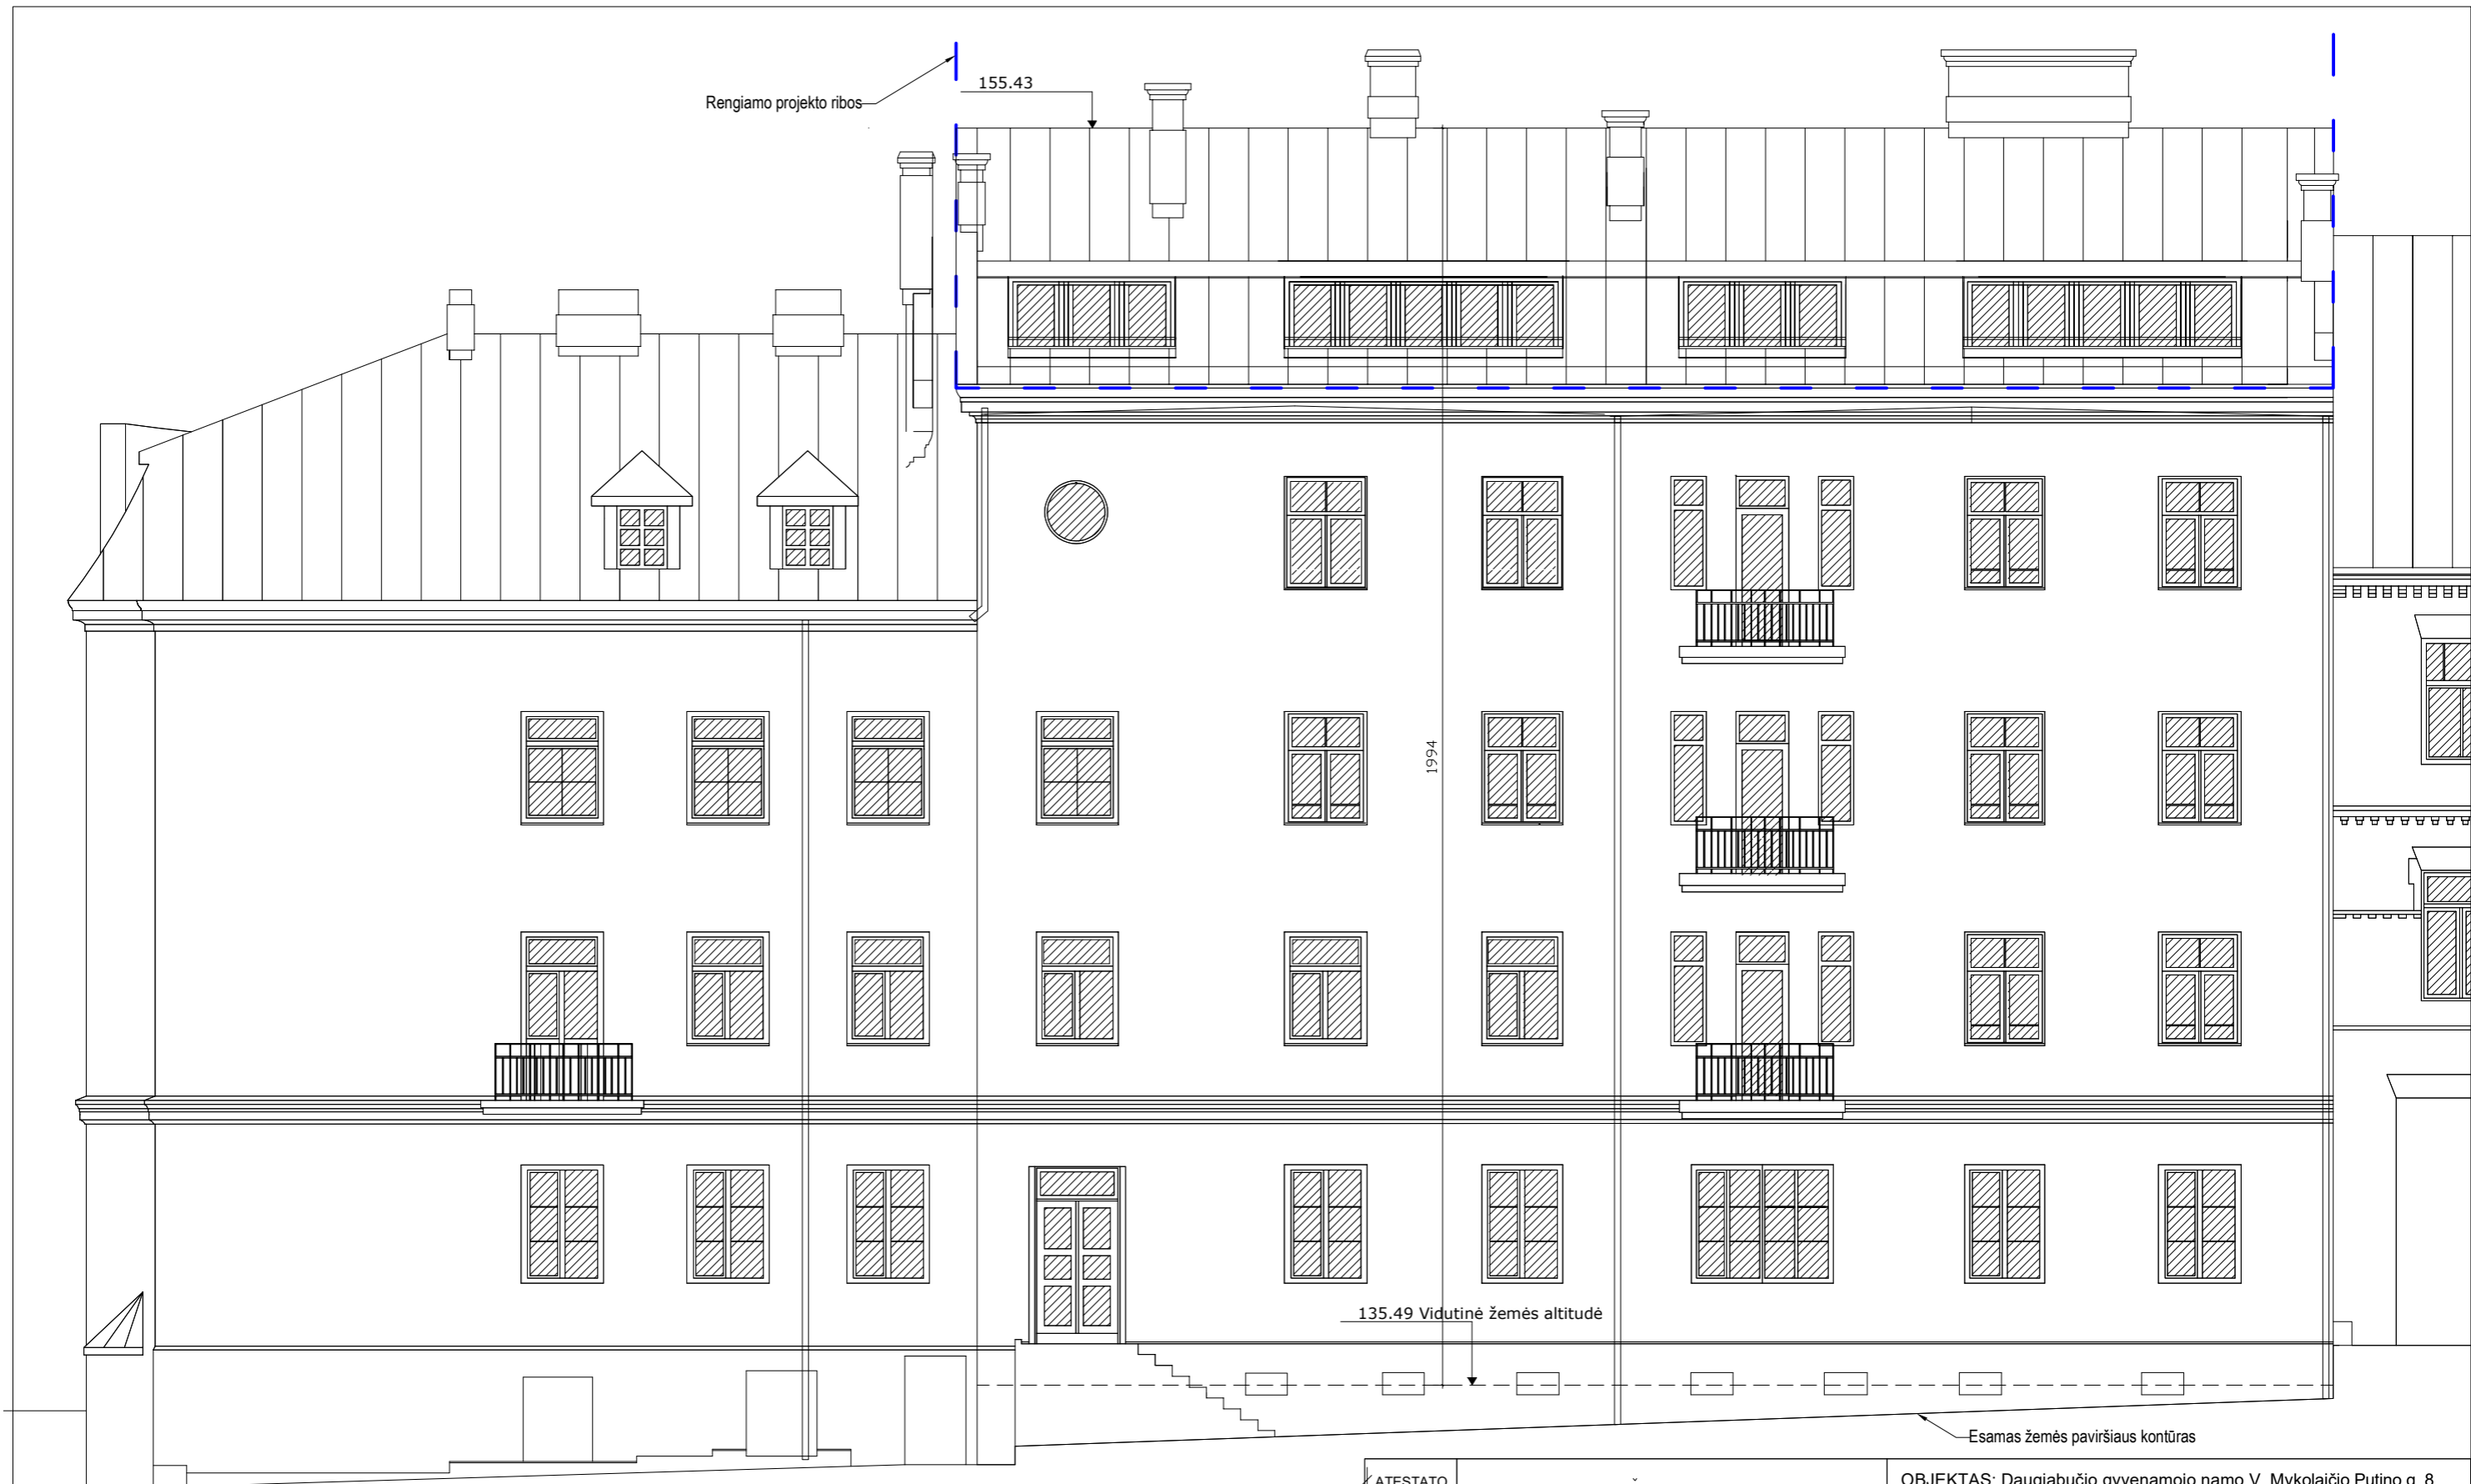 155.43
Rengiamo projekto ribos
1994
135.49 Vidutinė žemės altitudė
Esamas žemės paviršiaus kontūras
ATESTATO
OBJEKTAS: Daugiabučio gyvenamojo namo V. Mykolaičio Putino g. 8